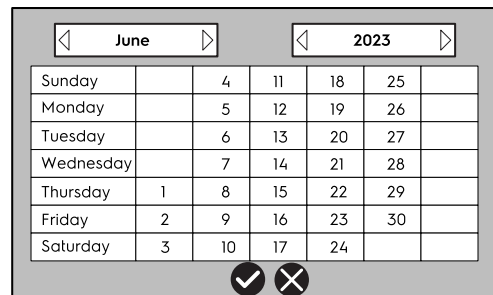 June 2023
Sunday 4 11 18 25
Monday 5 12 19 26
Tuesday 6 13 20 27
Wednesday 7 14 21 28
Thursday 1 8 15 22 29
Friday 2 9 16 23 30
Saturday 3 10 17 24